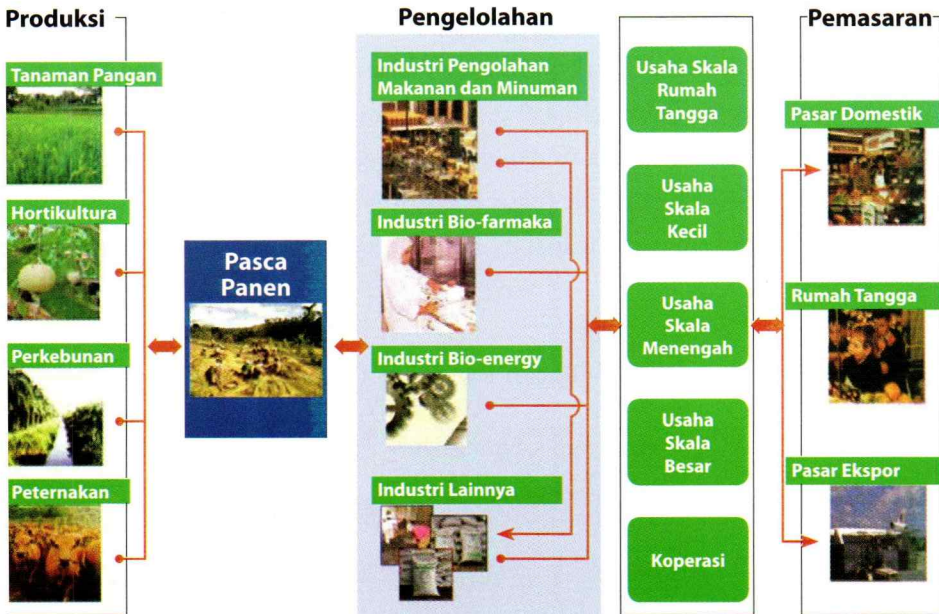 Produksi
Tanaman Pangan
Hortikultura
Perkebunan
Peternakan
Pasca
Panen
Pengelolahan
Industri Pengolahan
Makanan dan Minuman
Industri Bio-farmaka
Industri Bio-energy
Industri Lainnya
Usaha Skala
Rumah
Tangga
Usaha
Skala
Kecil
Usaha
Skala
Menengah
Usaha
Skala
Besar
Koperasi
Pemasaran
Pasar Domestik
Rumah Tangga
Pasar Ekspor